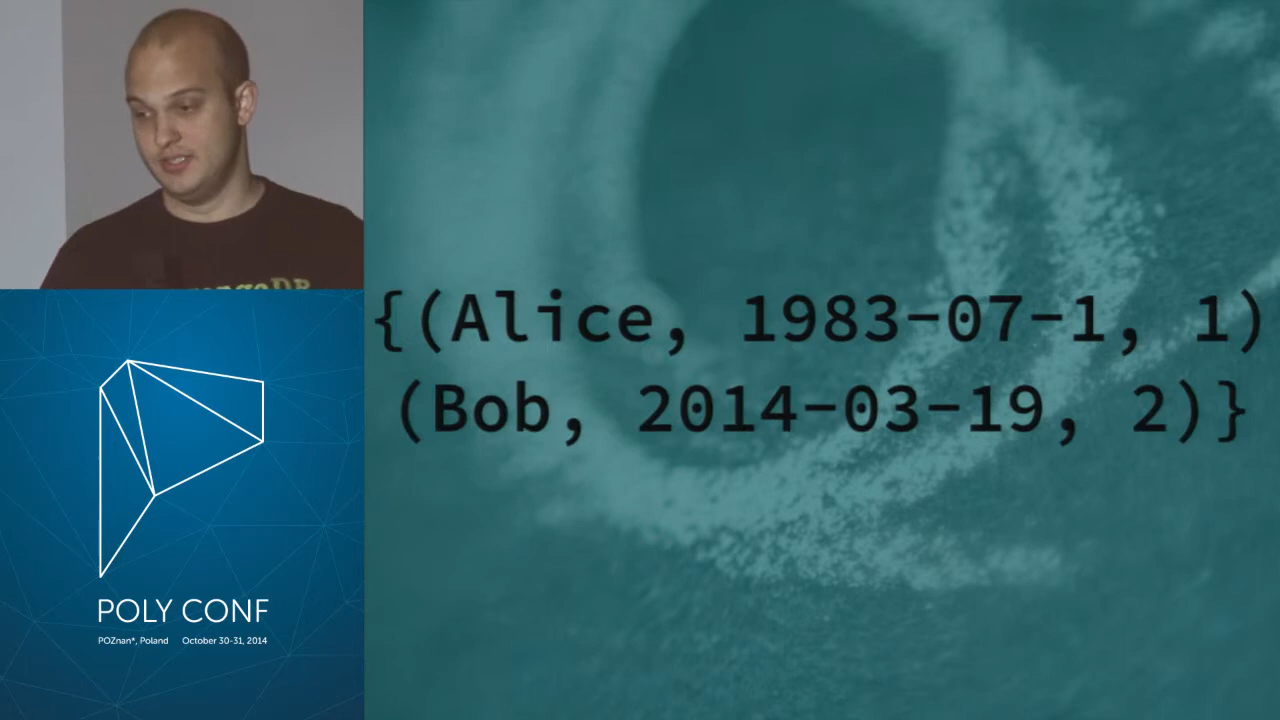 {(Alice, 1983-07-1, 1)
(Bob, 2014-03-19, 2)}
POLY CONF
POZnan*, Poland October 30-31, 2014